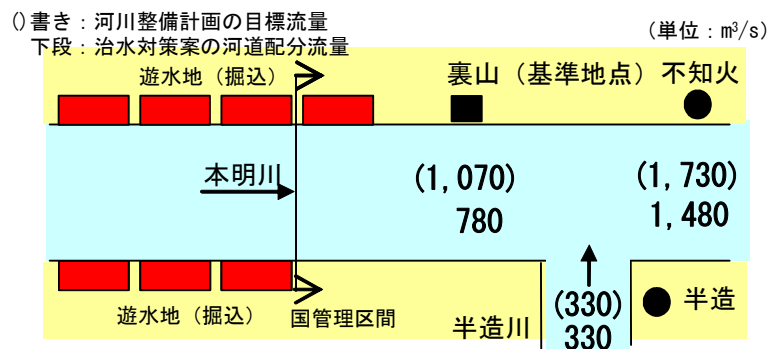 ()書き：河川整備計画の目標流量
下段：治水対策案の河道配分流量
（単位：m³/s）
遊水地（掘込）
裏山（基準地点）
不知火
本明川
(1,070)
780
(1,730)
1,480
遊水地（掘込）
国管理区間
半造川
(330)
330
半造